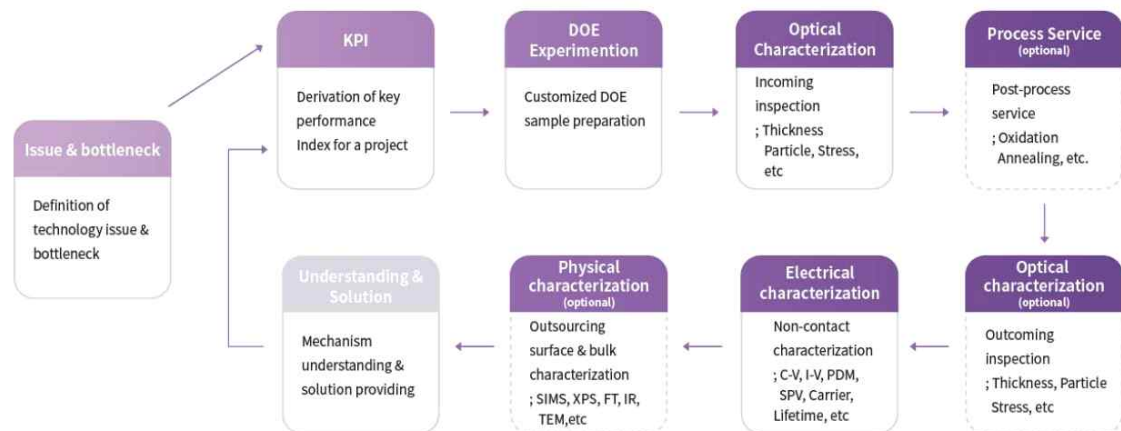 Issue & bottleneck
Definition of
technology issue &
bottleneck
KPI
Derivation of key
performance
Index for a project
DOE
Experimention
Customized DOE
sample preparation
Optical
Characterization
Incoming
inspection
; Thickness
Particle, Stress,
etc
Process Service
(optional)
Post-process
service
; Oxidation
Annealing, etc.
Optical
characterization
(optional)
Outcoming
inspection
; Thickness, Particle
Stress, etc
Electrical
characterization
Non-contact
characterization
; C-V, I-V, PDM,
SPV, Carrier,
Lifetime, etc
Physical
characterization
(optional)
Outsourcing
surface & bulk
characterization
; SIMS, XPS, FT, IR,
TEM,etc
Understanding &
Solution
Mechanism
understanding &
solution providing